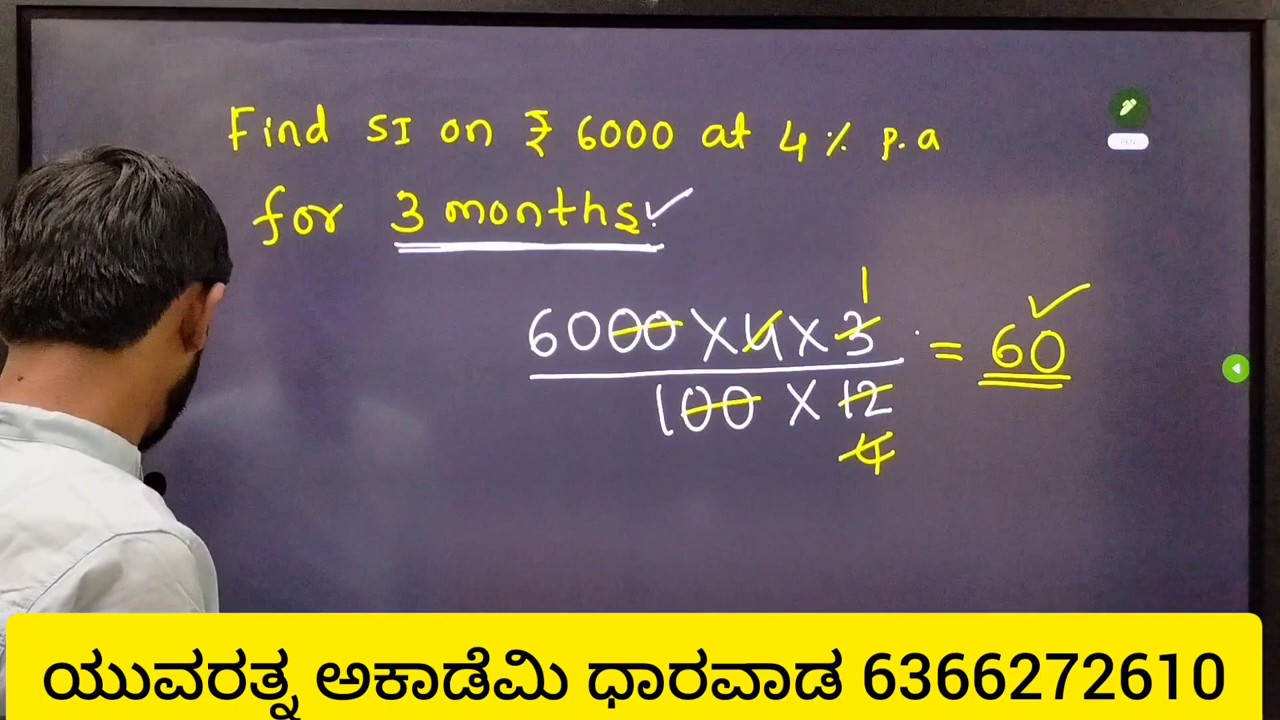 Find SI on ₹ 6000 at 4 % p.a
for 3 months.
1
6000 X 4 X 3
= 60
100 X 12
4
ಯುವರತ್ನ ಅಕಾಡೆಮಿ ಧಾರವಾಡ 6366272610